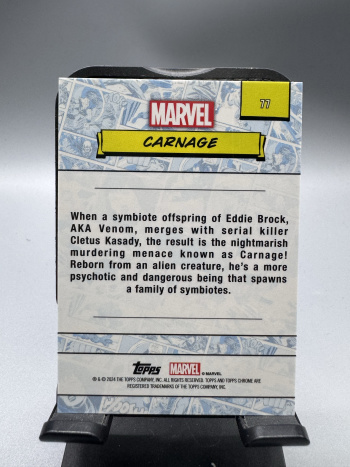 77
MARVEL
CARNAGE
When a symbiote offspring of Eddie Brock,
AKA Venom, merges with serial killer
Cletus Kasady, the result is the nightmarish
murdering menace known as Carnage!
Reborn from an alien creature, he's a more
psychotic and dangerous being that spawns
a family of symbiotes.
Topps MARVEL © MARVEL
® & © 2024 THE TOPPS COMPANY, INC. ALL RIGHTS RESERVED. TOPPS AND TOPPS CHROME ARE
REGISTERED TRADEMARKS OF THE TOPPS COMPANY, INC.